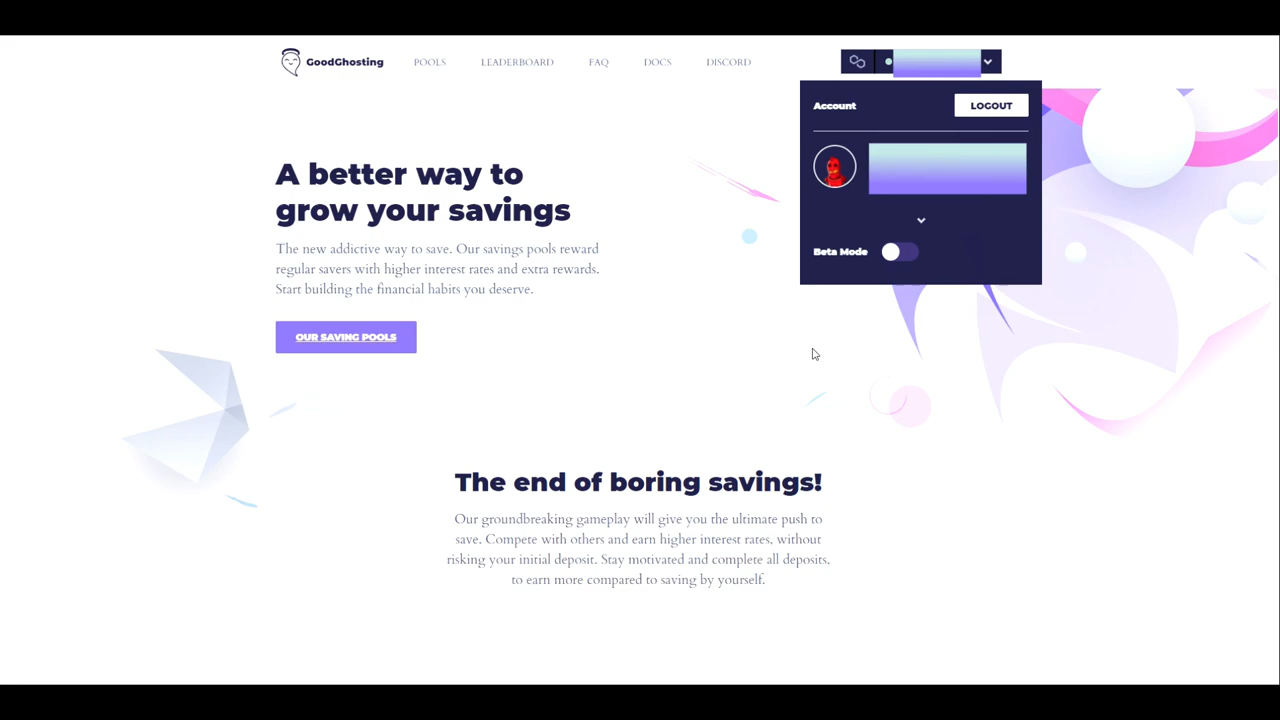 GoodGhosting
POOLS
LEADERBOARD
FAQ
DOCS
DISCORD
Account
LOGOUT
Beta Mode
A better way to
grow your savings
The new addictive way to save. Our savings pools reward
regular savers with higher interest rates and extra rewards.
Start building the financial habits you deserve.
OUR SAVING POOLS
The end of boring savings!
Our groundbreaking gameplay will give you the ultimate push to
save. Compete with others and earn higher interest rates, without
risking your initial deposit. Stay motivated and complete all deposits,
to earn more compared to saving by yourself.